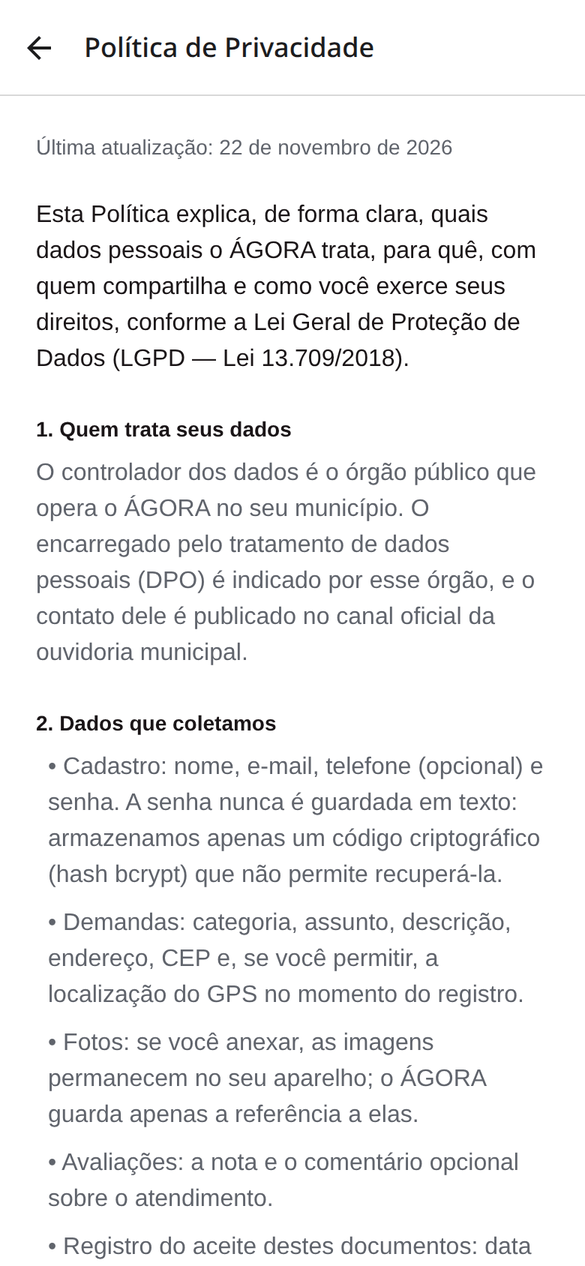 Política de Privacidade
Última atualização: 22 de novembro de 2026
Esta Política explica, de forma clara, quais
dados pessoais o ÁGORA trata, para quê, com
quem compartilha e como você exerce seus
direitos, conforme a Lei Geral de Proteção de
Dados (LGPD — Lei 13.709/2018).
1. Quem trata seus dados
O controlador dos dados é o órgão público que
opera o ÁGORA no seu município. O
encarregado pelo tratamento de dados
pessoais (DPO) é indicado por esse órgão, e o
contato dele é publicado no canal oficial da
ouvidoria municipal.
2. Dados que coletamos
• Cadastro: nome, e-mail, telefone (opcional) e
senha. A senha nunca é guardada em texto:
armazenamos apenas um código criptográfico
(hash bcrypt) que não permite recuperá-la.
• Demandas: categoria, assunto, descrição,
endereço, CEP e, se você permitir, a
localização do GPS no momento do registro.
• Fotos: se você anexar, as imagens
permanecem no seu aparelho; o ÁGORA
guarda apenas a referência a elas.
• Avaliações: a nota e o comentário opcional
sobre o atendimento.
• Registro do aceite destes documentos: data